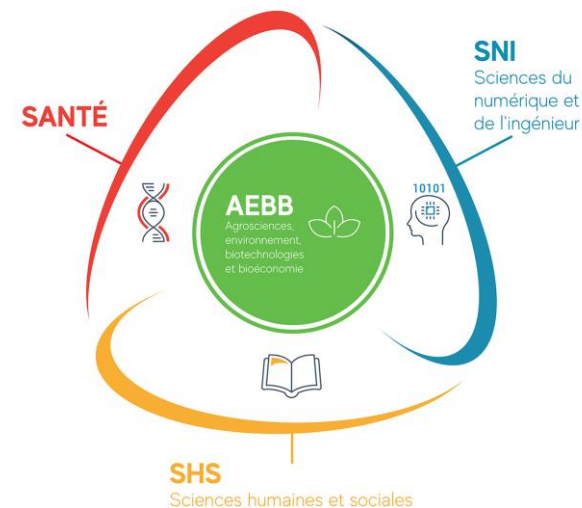 SNI
Sciences du
numérique et
de l'ingénieur
SANTÉ
10101
AEBB
Agrosciences,
environnement,
biotechnologies
et bioéconomie
SHS
Sciences humaines et sociales